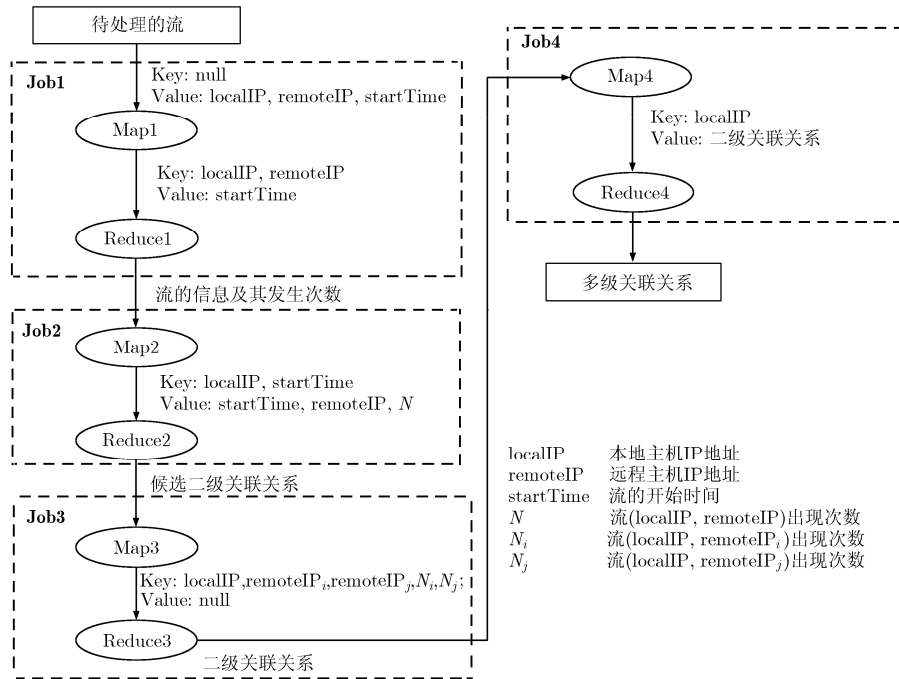 待处理的流
Job1
Key: null
Value: localIP, remoteIP, startTime
Map1
Key: localIP, remoteIP
Value: startTime
Reduce1
流的信息及其发生次数
Job2
Map2
Key: localIP, startTime
Value: startTime, remoteIP, N
Reduce2
候选二级关联关系
Job3
Map3
Key: localIP,remoteIPi,remoteIPj,Ni,Nj;
Value: null
Reduce3
二级关联关系
Job4
Map4
Key: localIP
Value: 二级关联关系
Reduce4
多级关联关系
localIP 本地主机IP地址
remoteIP 远程主机IP地址
startTime 流的开始时间
N 流(localIP, remoteIP)出现次数
Ni 流(localIP, remoteIPi)出现次数
Nj 流(localIP, remoteIPj)出现次数